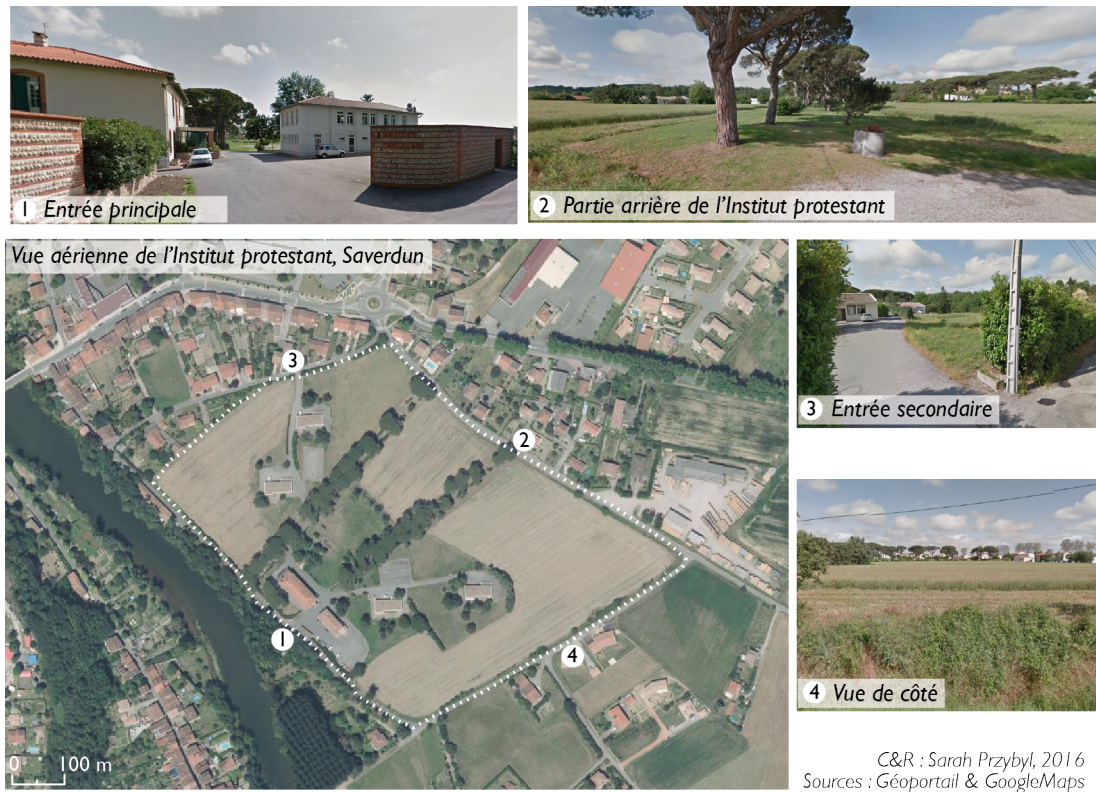 1 Entrée principale
2 Partie arrière de l'Institut protestant
Vue aérienne de l'Institut protestant, Saverdun
3 Entrée secondaire
4 Vue de côté
3
2
1
4
0 100 m
C&R : Sarah Przybyl, 2016
Sources : Géoportail & GoogleMaps